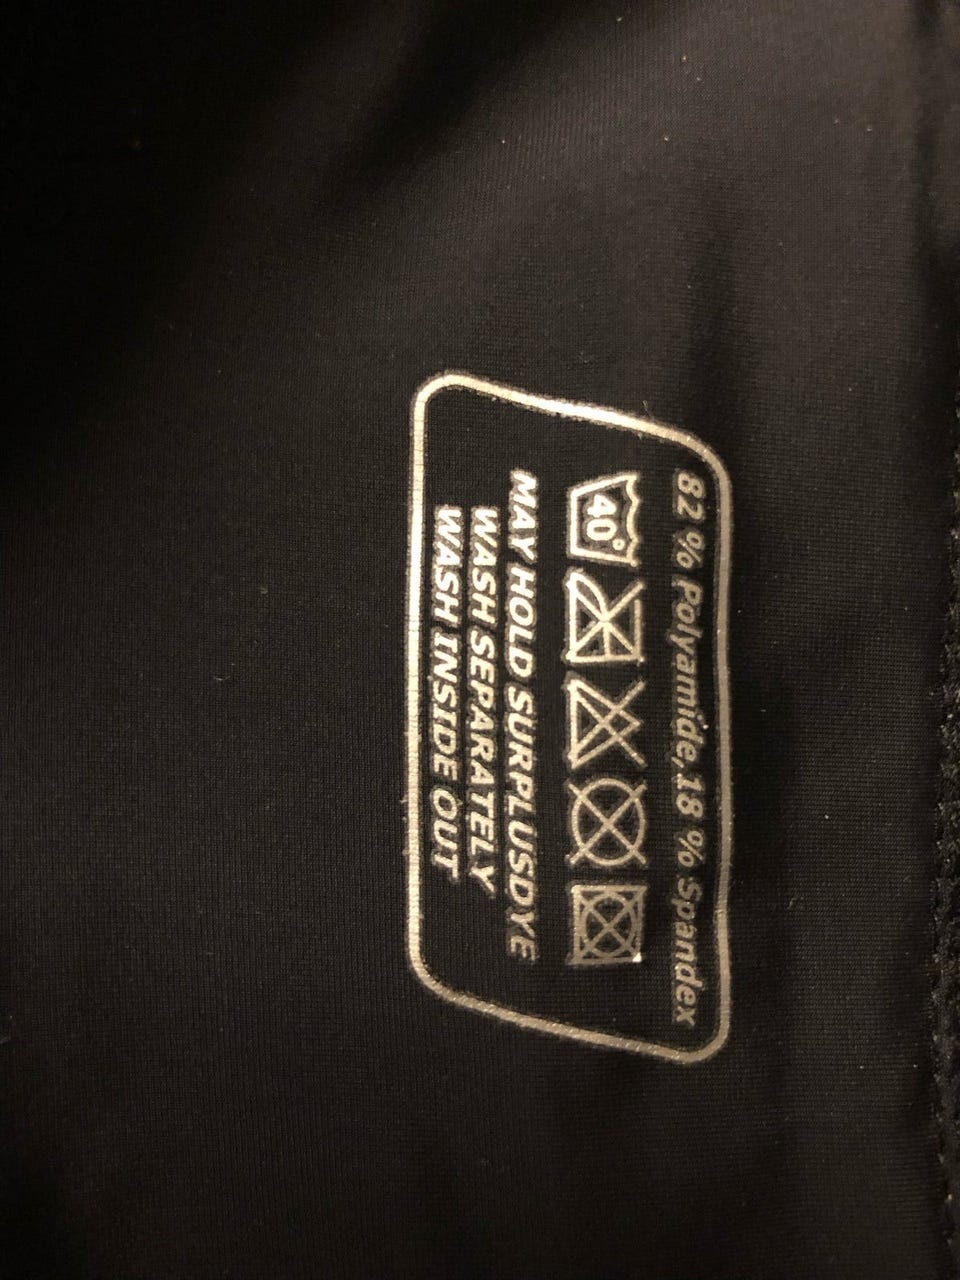 82 % Polyamide,18 % Spandex
40°
MAY HOLD SURPLUSDYE
WASH SEPARATELY
WASH INSIDE OUT